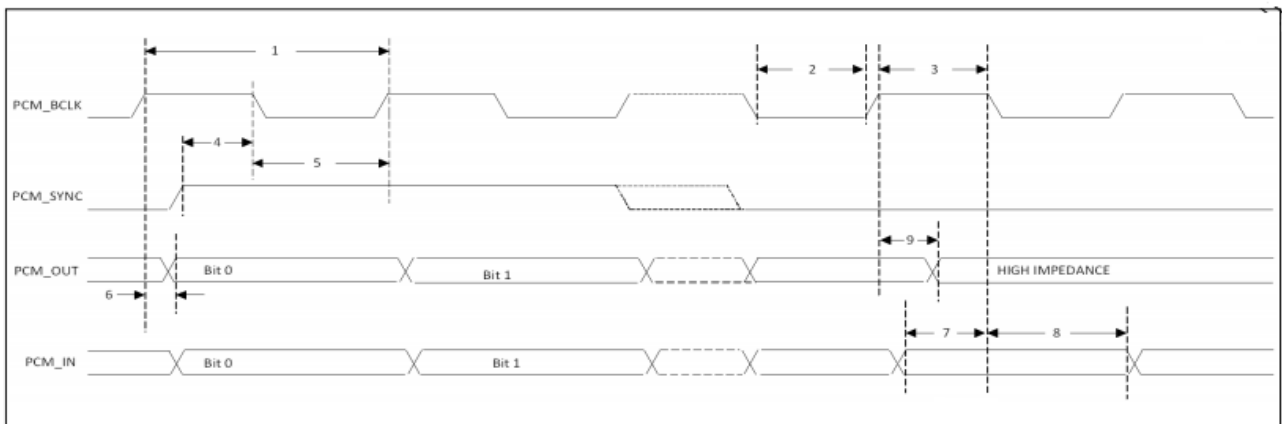 1
2
3
PCM_BCLK
4
5
PCM_SYNC
9
PCM_OUT
Bit 0
Bit 1
HIGH IMPEDANCE
6
7
8
PCM_IN
Bit 0
Bit 1